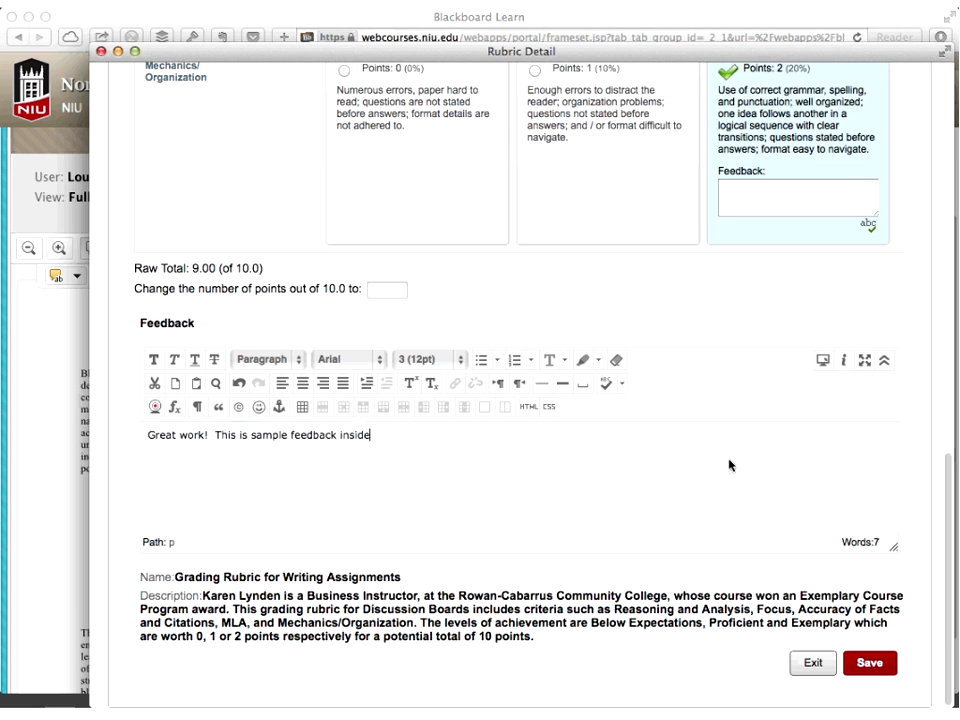 Blackboard Learn
https webcourses.niu.edu/webapps/portal/frameset.jsp?tab_tab_group_id=_2_1&url=%2Fwebapps%2Fbl
Reader
Rubric Detail
NIU
NIU
User: Lou
View: Full
Mechanics/
Organization
Points: 0 (0%)
Numerous errors, paper hard to
read; questions are not stated
before answers; format details are
not adhered to.
Points: 1 (10%)
Enough errors to distract the
reader; organization problems;
questions not stated before
answers; and / or format difficult to
navigate.
Points: 2 (20%)
Use of correct grammar, spelling,
and punctuation; well organized;
one idea follows another in a
logical sequence with clear
transitions; questions stated before
answers; format easy to navigate.
Feedback:
abc
Raw Total: 9.00 (of 10.0)
Change the number of points out of 10.0 to:
Feedback
Paragraph Arial 3 (12pt)
HTML CSS
Great work!  This is sample feedback inside
Path: p
Words:7
Name:Grading Rubric for Writing Assignments
Description:Karen Lynden is a Business Instructor, at the Rowan-Cabarrus Community College, whose course won an Exemplary Course
Program award. This grading rubric for Discussion Boards includes criteria such as Reasoning and Analysis, Focus, Accuracy of Facts
and Citations, MLA, and Mechanics/Organization. The levels of achievement are Below Expectations, Proficient and Exemplary which
are worth 0, 1 or 2 points respectively for a potential total of 10 points.
Exit
Save